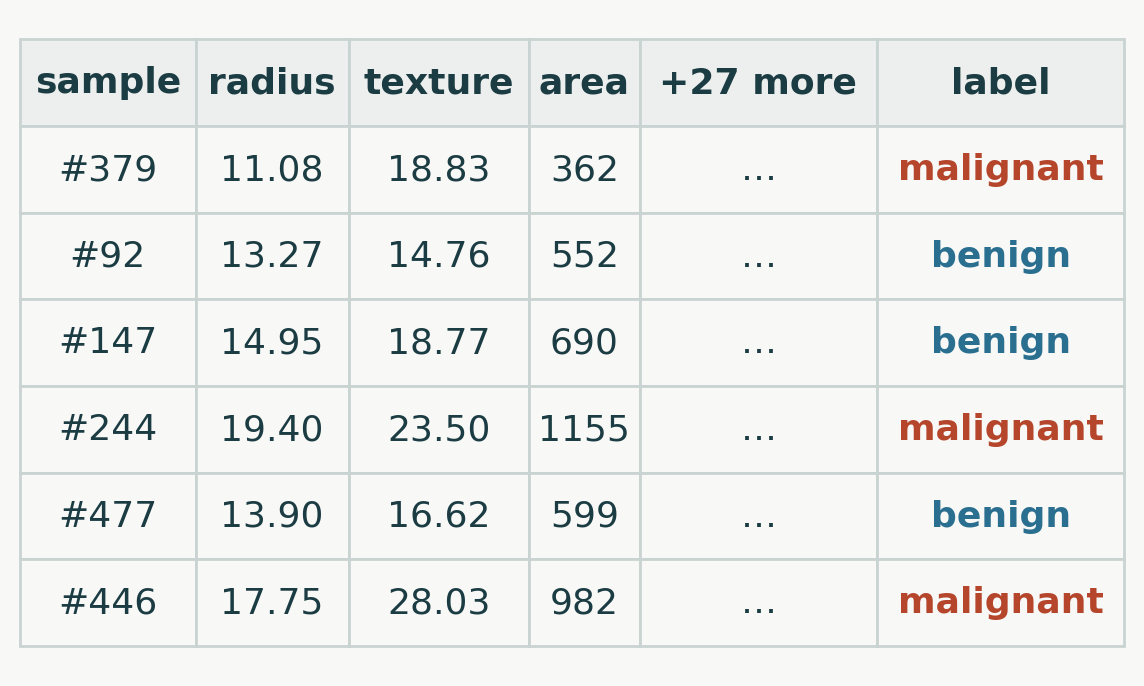 sample radius texture area +27 more label
#379 11.08 18.83 362 ... malignant
#92 13.27 14.76 552 ... benign
#147 14.95 18.77 690 ... benign
#244 19.40 23.50 1155 ... malignant
#477 13.90 16.62 599 ... benign
#446 17.75 28.03 982 ... malignant